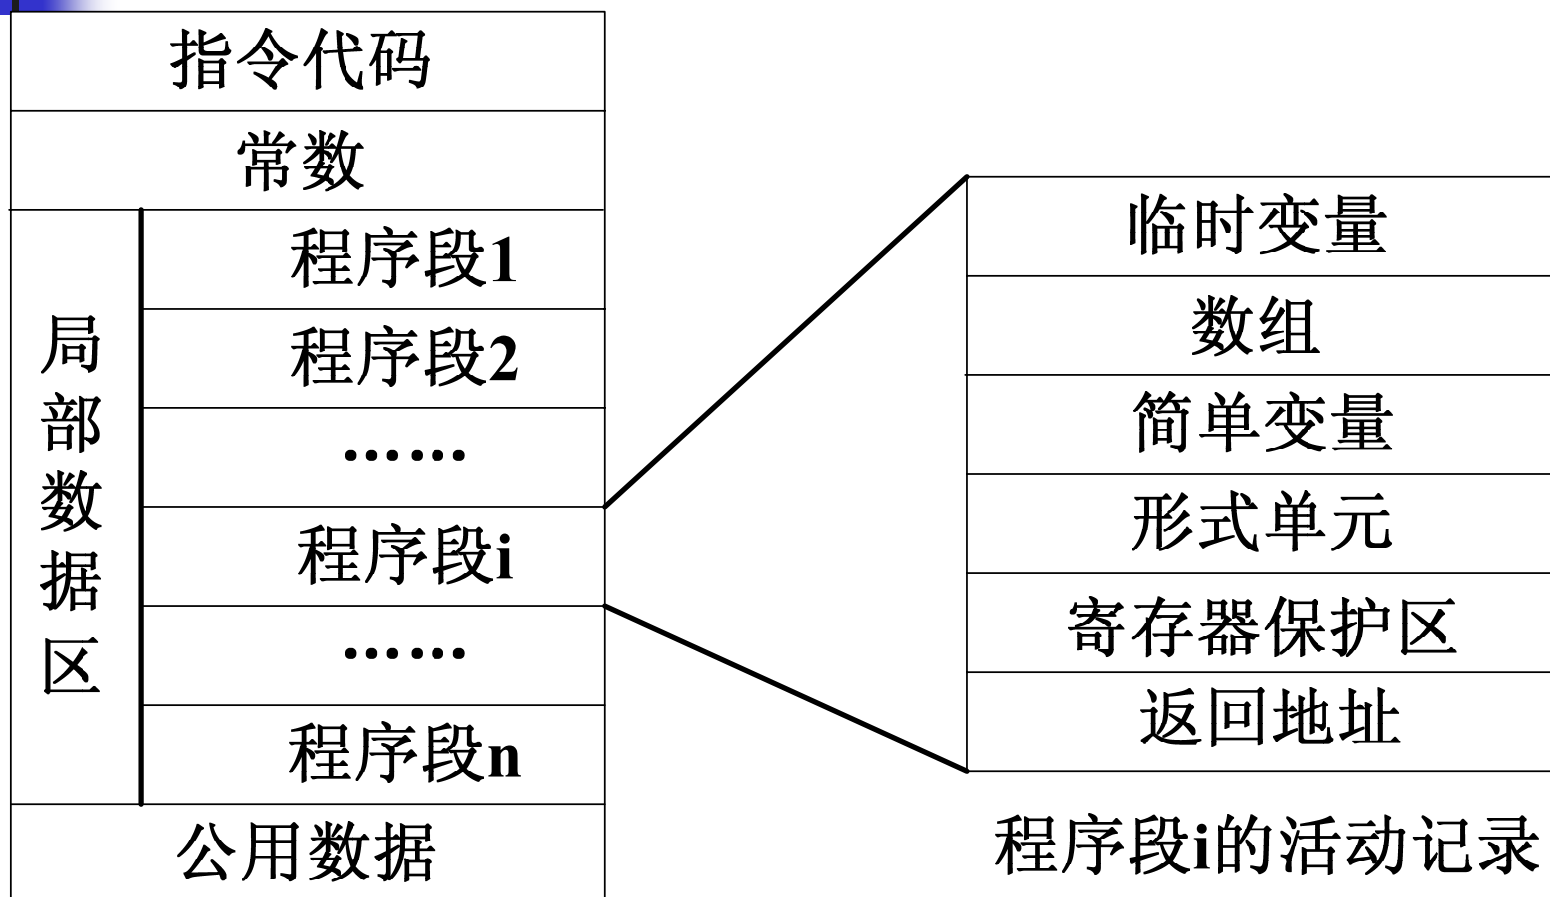 指令代码
常数
局部数据区
程序段1
程序段2
……
程序段i
……
程序段n
公用数据
临时变量
数组
简单变量
形式单元
寄存器保护区
返回地址
程序段i的活动记录